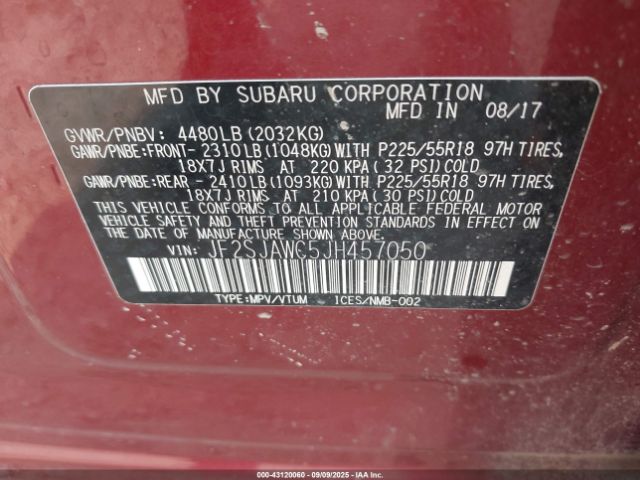 MFD BY SUBARU CORPORATION
MFD IN 08/17
GVWR/PNBV: 4480LB(2032KG)
GAWR/PNBE:FRONT- 2310LB(1048KG)WITH P225/55R18 97H TIRES,
18X7J RIMS AT 220 KPA(32 PSI)COLD
GAWR/PNBE:REAR - 2410LB(1093KG)WITH P225/55R18 97H TIRES,
18X7J RIMS AT 210 KPA(30 PSI)COLD
THIS VEHICLE CONFORMS TO ALL APPLICABLE FEDERAL MOTOR
VEHICLE SAFETY AND THEFT PREVENTION STANDARDS IN EFFECT
ON THE DATE OF MANUFACTURE SHOWN ABOVE.
VIN: JF2SJAWC5JH457050
TYPE:MPV/VTUM ICES/NMB-002
000-43120060 - 09/09/2025 - IAAI.COM